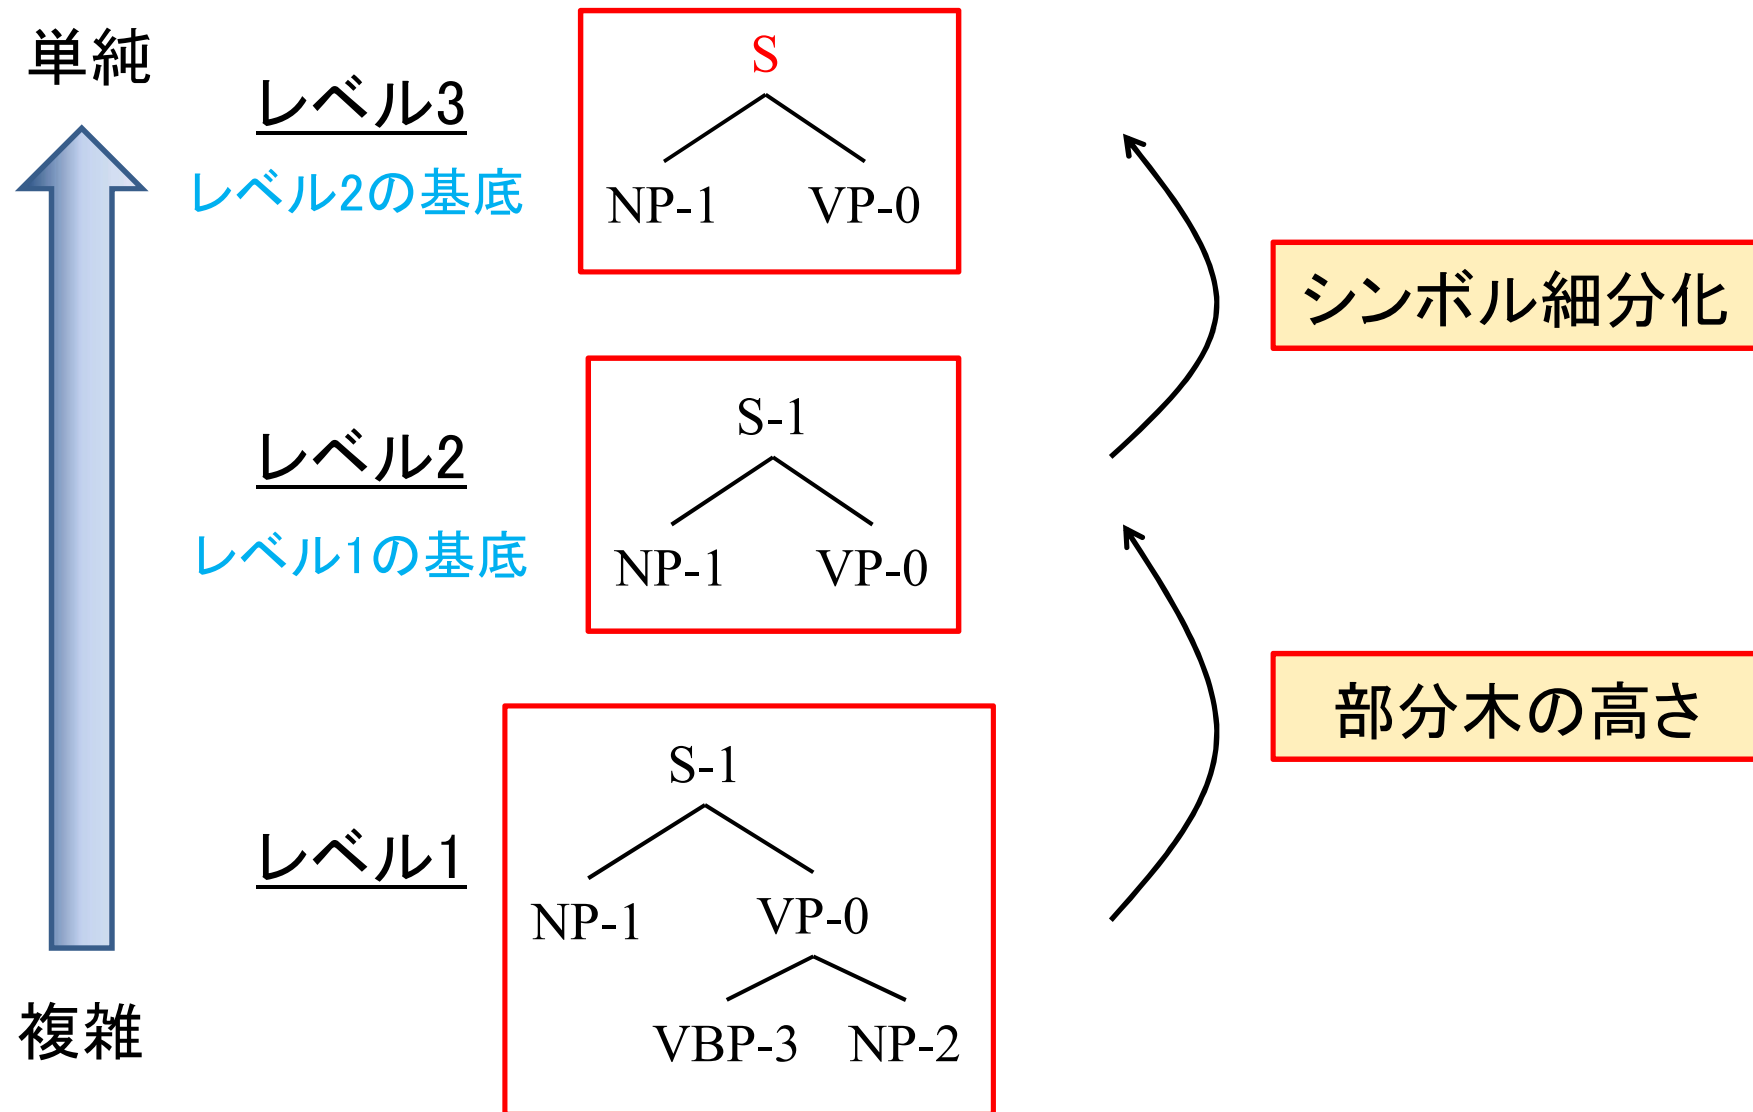 単純
レベル3
レベル2の基底
S
NP-1 VP-0
シンボル細分化
レベル2
レベル1の基底
S-1
NP-1 VP-0
部分木の高さ
レベル1
S-1
NP-1 VP-0
VBP-3 NP-2
複雑